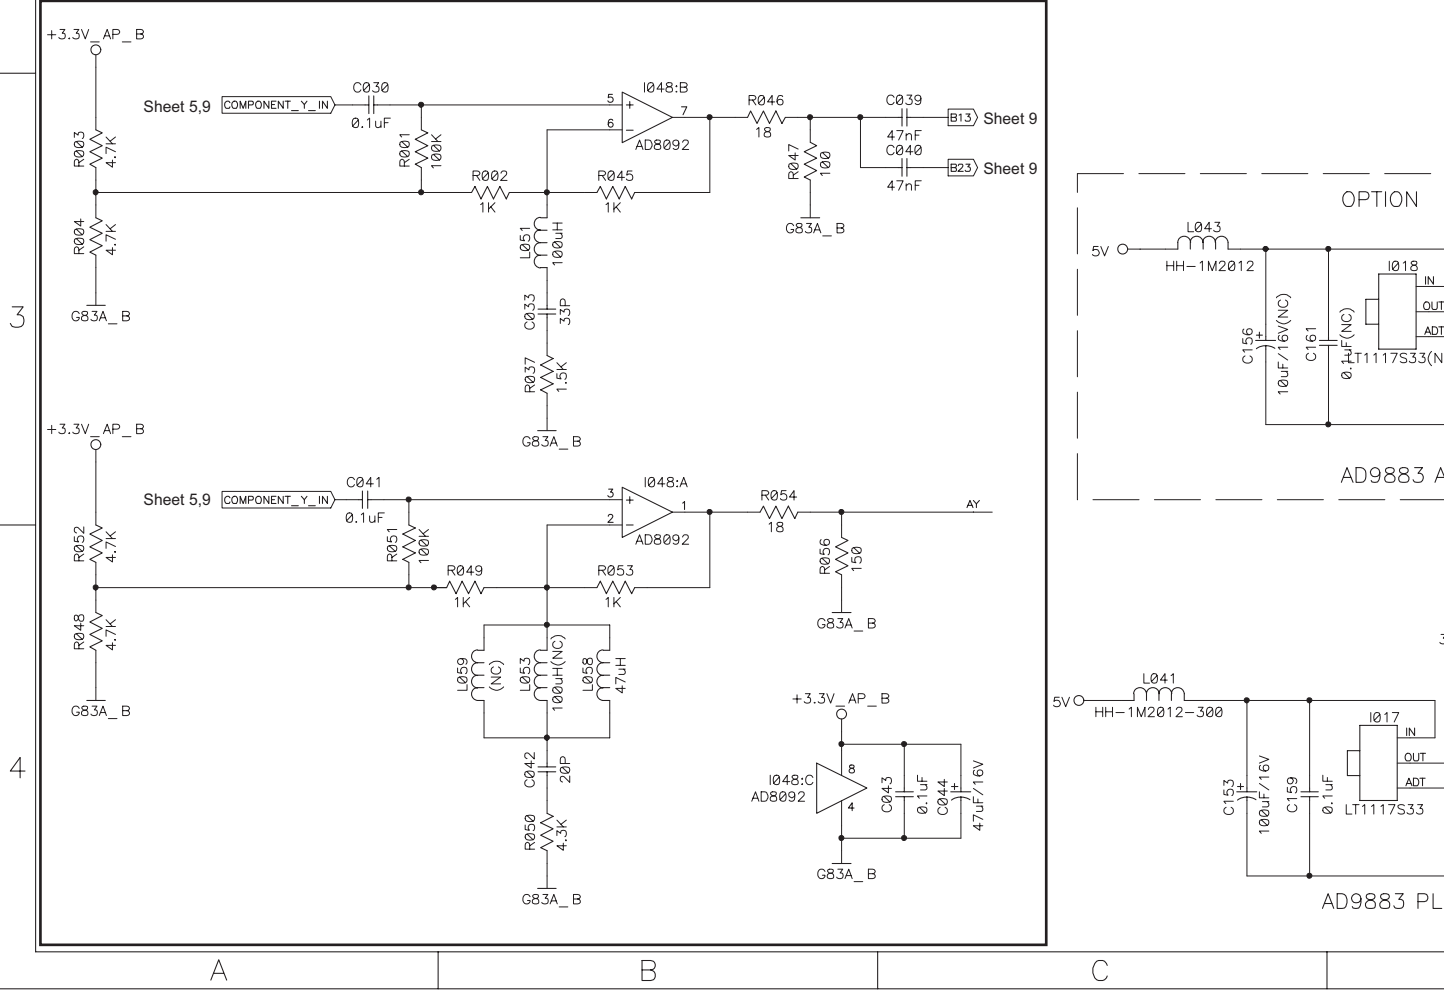 +3.3V_AP_B
R003
4.7K
R004
4.7K
G83A_B
Sheet 5,9
COMPONENT_Y_IN
C030
0.1uF
R001
100K
R002
1K
5
6
7
I048:B
AD8092
R045
1K
L051
100uH
C033
33P
R037
1.5K
G83A_B
R046
18
R047
100
G83A_B
C039
47nF
B13
Sheet 9
C040
47nF
B23
Sheet 9
OPTION
5V
L043
HH-1M2012
C156
+
10uF/16V(NC)
C161
0.1uF(NC)
I018
IN
OUT
ADT
LT1117S33(N
AD9883 A
3
+3.3V_AP_B
R052
4.7K
R048
4.7K
G83A_B
Sheet 5,9
COMPONENT_Y_IN
C041
0.1uF
R051
100K
R049
1K
3
2
1
I048:A
AD8092
R053
1K
L059
(NC)
L053
100uH(NC)
L058
47uH
C042
20P
R050
4.3K
G83A_B
R054
18
R056
150
G83A_B
AY
+3.3V_AP_B
I048:C
AD8092
8
4
C043
0.1uF
C044
+
47uF/16V
G83A_B
5V
L041
HH-1M2012-300
C153
+
100uF/16V
C159
0.1uF
I017
IN
OUT
ADT
LT1117S33
AD9883 PL
4
A
B
C